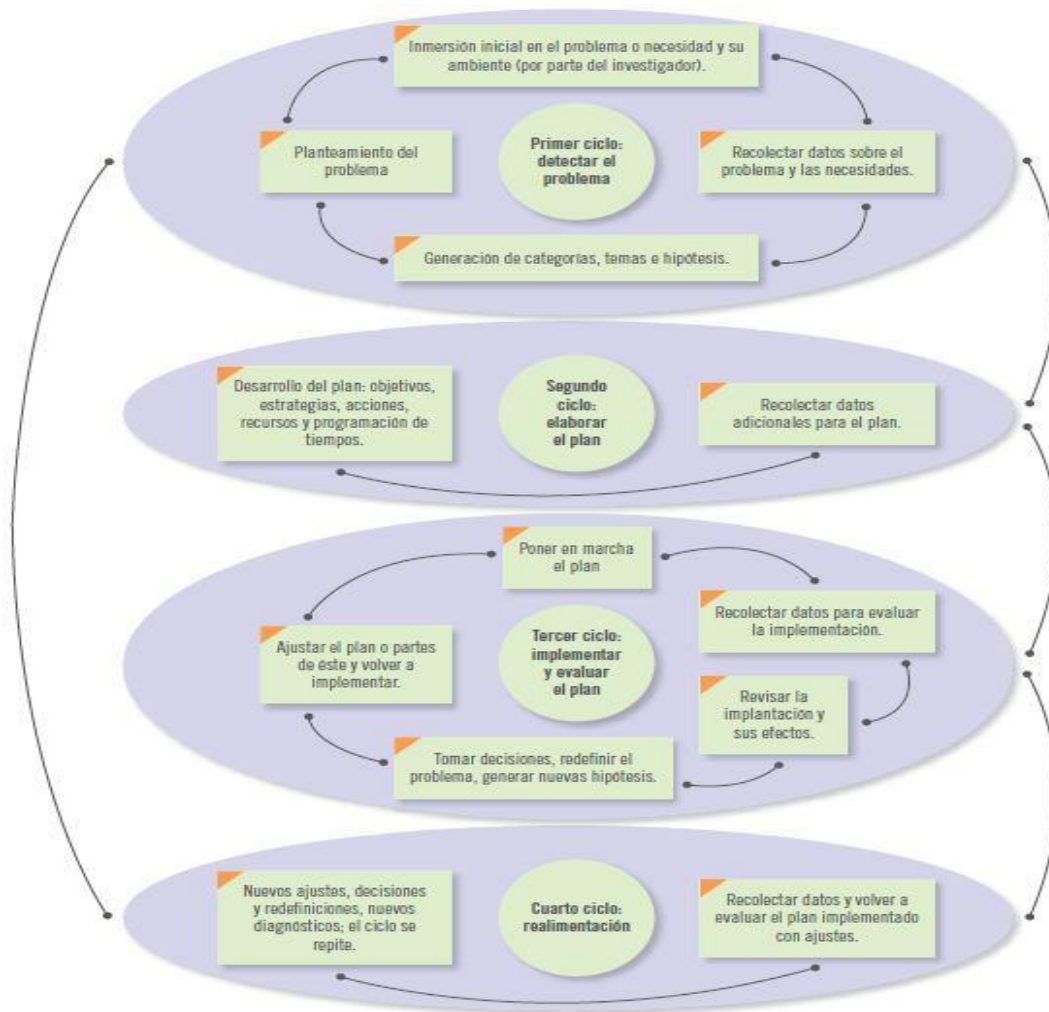 Inmersión inicial en el problema o necesidad y su
ambiente (por parte del investigador).
Planteamiento del
problema
Primer ciclo:
detectar el
problema
Recolectar datos sobre el
problema y las necesidades.
Generación de categorías, temas e hipótesis.
Desarrollo del plan: objetivos,
estrategias, acciones,
recursos y programación de
tiempos.
Segundo
ciclo:
elaborar
el plan
Recolectar datos
adicionales para el plan.
Poner en marcha
el plan
Recolectar datos para evaluar
la implementación.
Ajustar el plan o partes
de éste y volver a
implementar.
Tercer ciclo:
implementar
y evaluar
el plan
Revisar la
implantación y
sus efectos.
Tomar decisiones, redefinir el
problema, generar nuevas hipótesis.
Nuevos ajustes, decisiones
y redefiniciones, nuevos
diagnósticos; el ciclo se
repite.
Cuarto ciclo:
realimentación
Recolectar datos y volver a
evaluar el plan implementado
con ajustes.